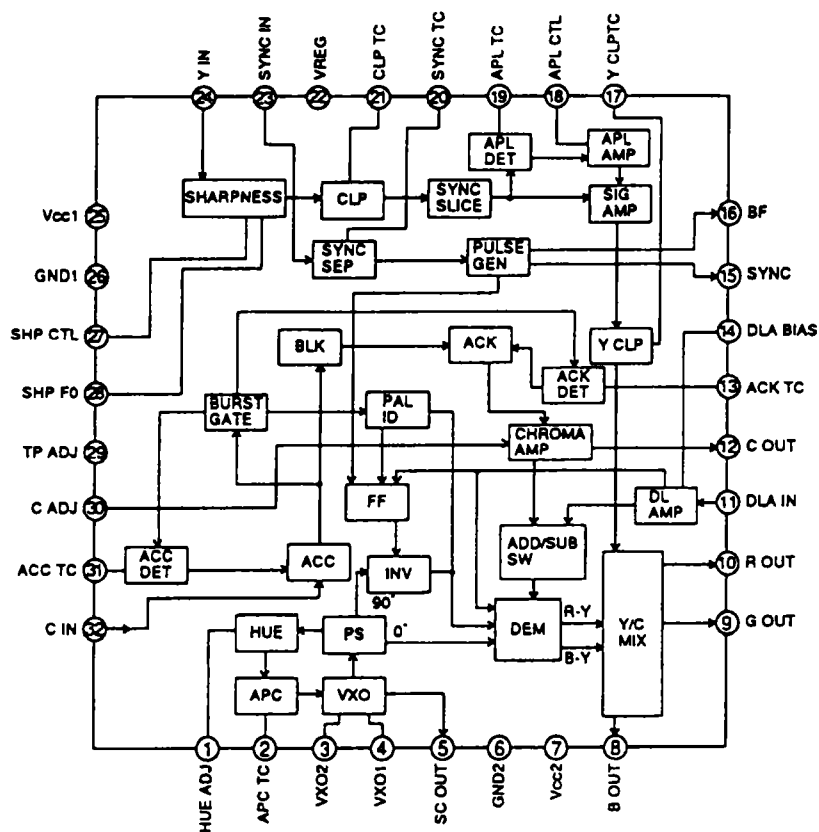 Y IN
SYNC IN
VREG
CLP TC
SYNC TC
APL TC
APL CTL
Y CLPTC
24
23
22
21
20
19
18
17
APL
DET
APL
AMP
SHARPNESS
CLP
SYNC
SLICE
SIG
AMP
Vcc1
25
16
BF
SYNC
SEP
PULSE
GEN
GND1
26
15
SYNC
SHP CTL
27
BLK
ACK
Y CLP
14
DLA BIAS
SHP F0
28
BURST
GATE
PAL
ID
ACK
DET
13
ACK TC
TP ADJ
29
CHROMA
AMP
12
C OUT
C ADJ
30
FF
DL
AMP
11
DLA IN
ACC TC
31
ACC
DET
ACC
INV
ADD/SUB
SW
10
R OUT
C IN
32
90°
HUE
PS
0°
DEM
R-Y
B-Y
Y/C
MIX
9
G OUT
APC
VXO
1
2
3
4
5
6
7
8
HUE ADJ
APC TC
VXO2
VXO1
SC OUT
GND2
Vcc2
B OUT